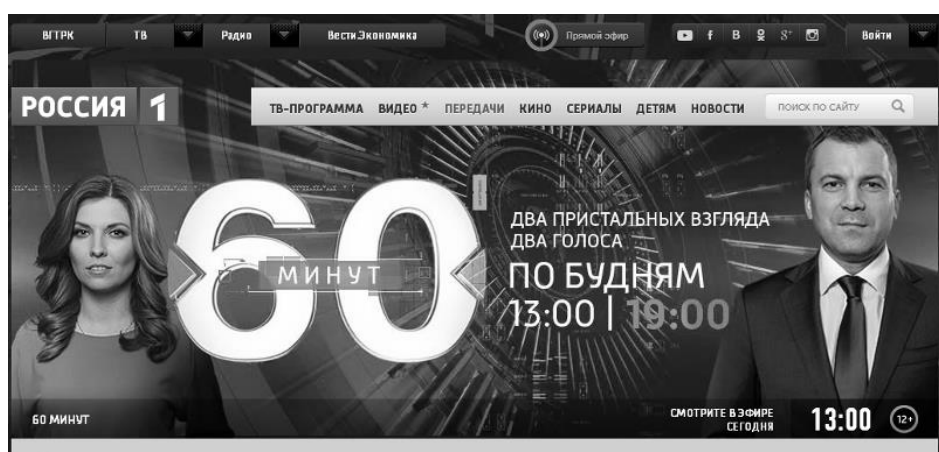 ВГТРК ТВ Радио Вести.Экономика Прямой эфир f B 8⁺ Войти
РОССИЯ 1
ТВ-ПРОГРАММА ВИДЕО * ПЕРЕДАЧИ КИНО СЕРИАЛЫ ДЕТЯМ НОВОСТИ ПОИСК ПО САЙТУ
60
МИНУТ
ДВА ПРИСТАЛЬНЫХ ВЗГЛЯДА
ДВА ГОЛОСА
ПО БУДНЯМ
13:00 | 19:00
60 МИНУТ
СМОТРИТЕ В ЭФИРЕ
СЕГОДНЯ
13:00 12+